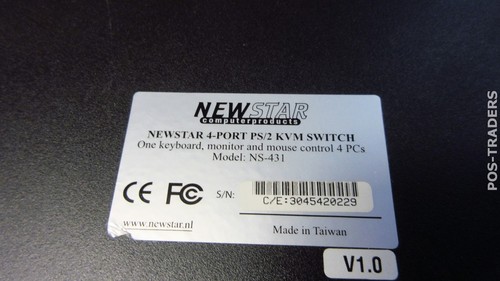 NEWSTAR
computerproducts
NEWSTAR 4-PORT PS/2 KVM SWITCH
One keyboard, monitor and mouse control 4 PCs
Model: NS-431
CE FC S/N:
C/E:3045420229
www.newstar.nl
Made in Taiwan
V1.0
POS-TRADERS